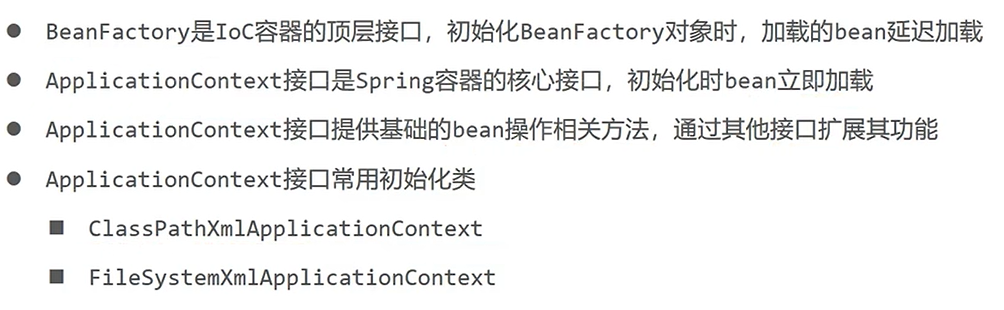 ● BeanFactory是IoC容器的顶层接口，初始化BeanFactory对象时，加载的bean延迟加载
● ApplicationContext接口是Spring容器的核心接口，初始化时bean立即加载
● ApplicationContext接口提供基础的bean操作相关方法，通过其他接口扩展其功能
● ApplicationContext接口常用初始化类
■ ClassPathXmlApplicationContext
■ FileSystemXmlApplicationContext